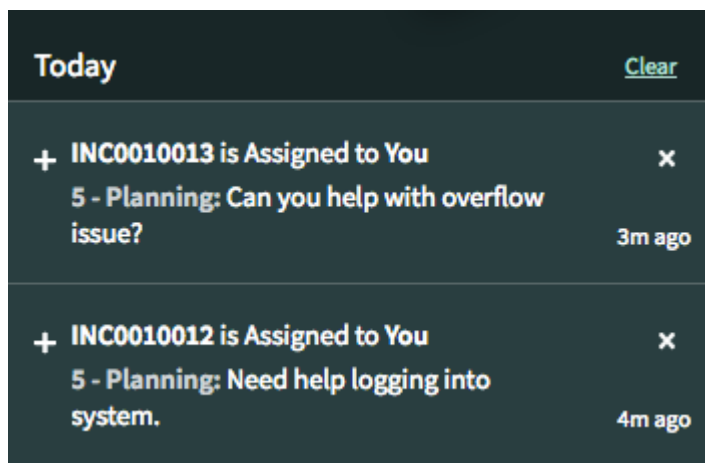 Today
Clear
INC0010013 is Assigned to You
5 - Planning: Can you help with overflow
issue?
3m ago
INC0010012 is Assigned to You
5 - Planning: Need help logging into
system.
4m ago